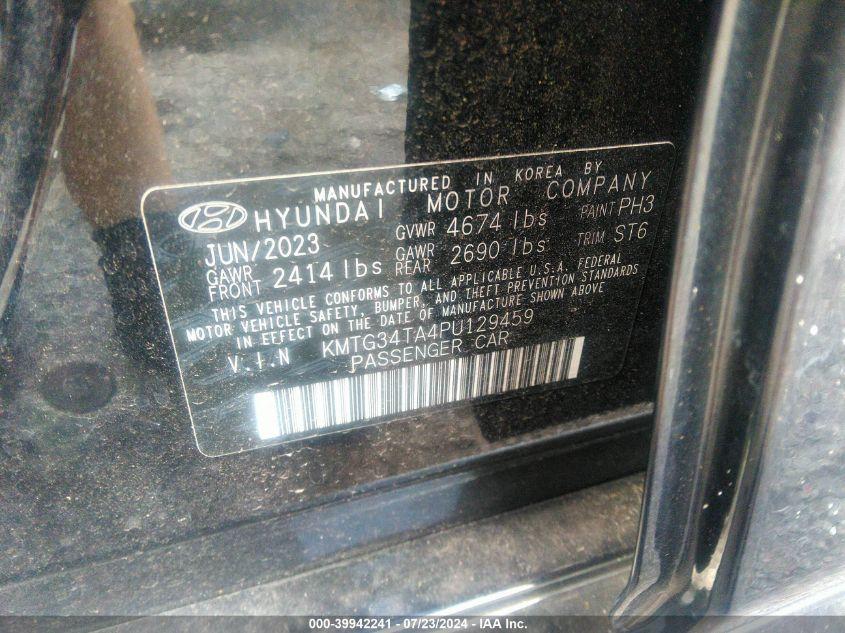 MANUFACTURED IN KOREA BY
HYUNDAI MOTOR COMPANY
JUN/2023 GVWR 4674 lbs PAINT PH3
GAWR FRONT 2414 lbs GAWR REAR 2690 lbs TRIM ST6
THIS VEHICLE CONFORMS TO ALL APPLICABLE U.S.A. FEDERAL
MOTOR VEHICLE SAFETY, BUMPER, AND THEFT PREVENTION STANDARDS
IN EFFECT ON THE DATE OF MANUFACTURE SHOWN ABOVE
V.I.N KMTG34TA4PU129459
PASSENGER CAR
000-39942241 - 07/23/2024 - IAA Inc.